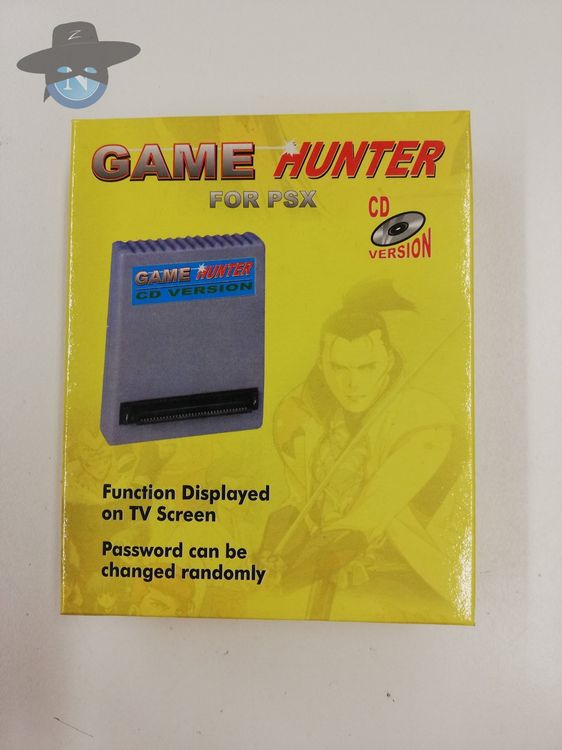 Z
N
GAME HUNTER
FOR PSX
CD
VERSION
GAME HUNTER
CD VERSION
Function Displayed
on TV Screen
Password can be
changed randomly